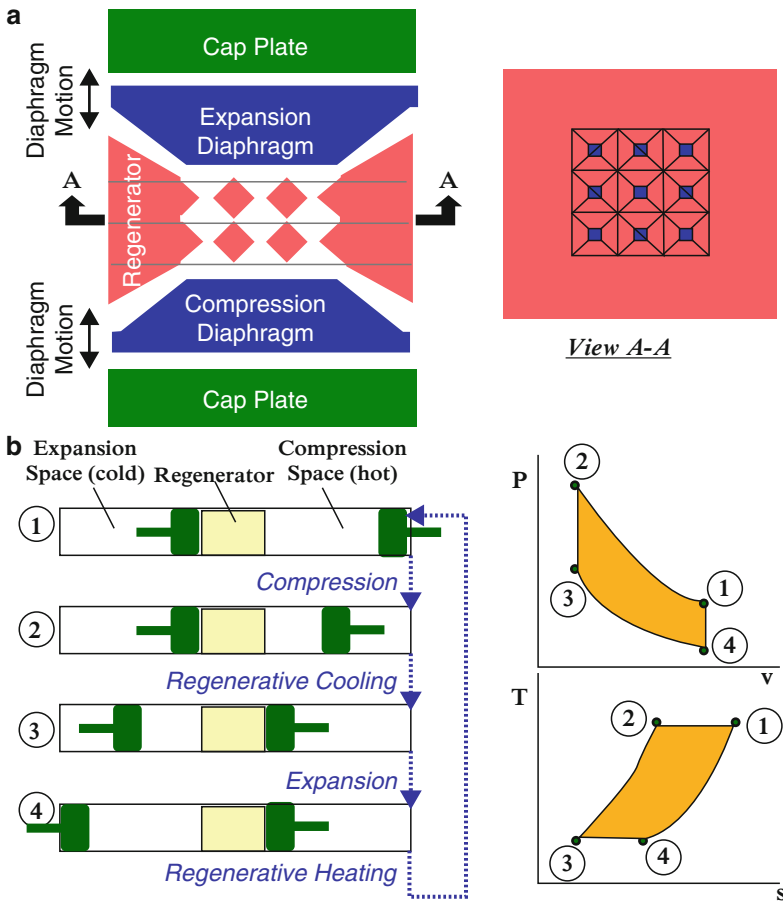 a
Cap Plate
Diaphragm
Motion
Expansion
Diaphragm
Regenerator
A
A
Compression
Diaphragm
Diaphragm
Motion
Cap Plate
View A-A
b
Expansion
Space (cold)
Regenerator
Compression
Space (hot)
1
Compression
2
Regenerative Cooling
3
Expansion
4
Regenerative Heating
P
2
3
1
4
v
T
2
1
3
4
s